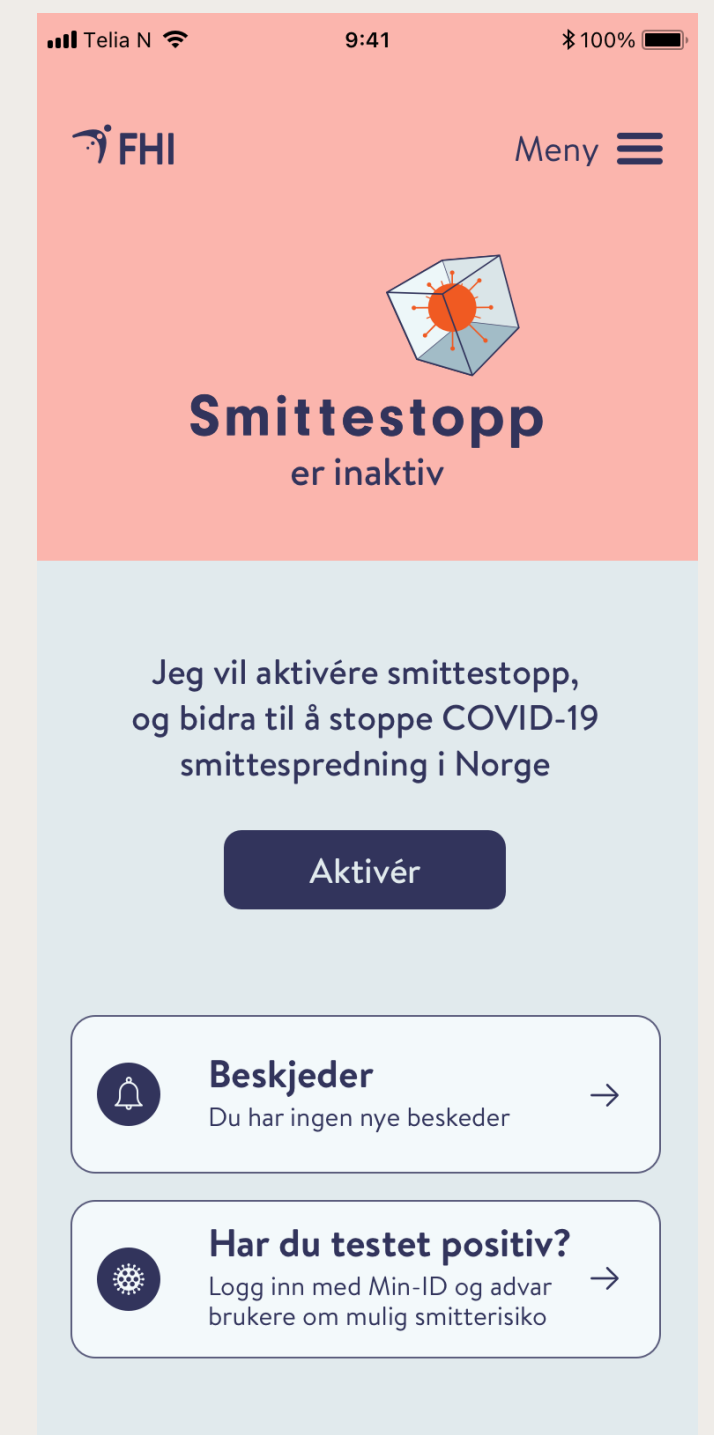 Telia N 9:41 100%
FHI Meny
Smittestopp
er inaktiv
Jeg vil aktivére smittestopp,
og bidra til å stoppe COVID-19
smittespredning i Norge
Aktivér
Beskjeder
Du har ingen nye beskeder
Har du testet positiv?
Logg inn med Min-ID og advar
brukere om mulig smitterisiko